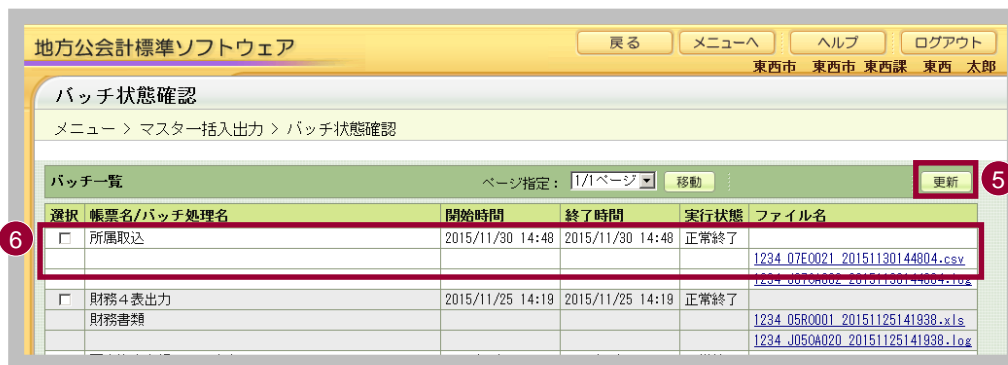 地方公会計標準ソフトウェア 戻る メニューへ ヘルプ ログアウト
東西市 東西市 東西課 東西 太郎
バッチ状態確認
メニュー > マスタ一括入出力 > バッチ状態確認
バッチ一覧 ページ指定： 1/1ページ 移動 更新 5
選択 帳票名/バッチ処理名 開始時間 終了時間 実行状態 ファイル名
6 所属取込 2015/11/30 14:48 2015/11/30 14:48 正常終了
1234_07E0021_20151130144804.csv
財務４表出力 2015/11/25 14:19 2015/11/25 14:19 正常終了
財務書類 1234_05R0001_20151125141938.xls
1234_J050A020_20151125141938.log